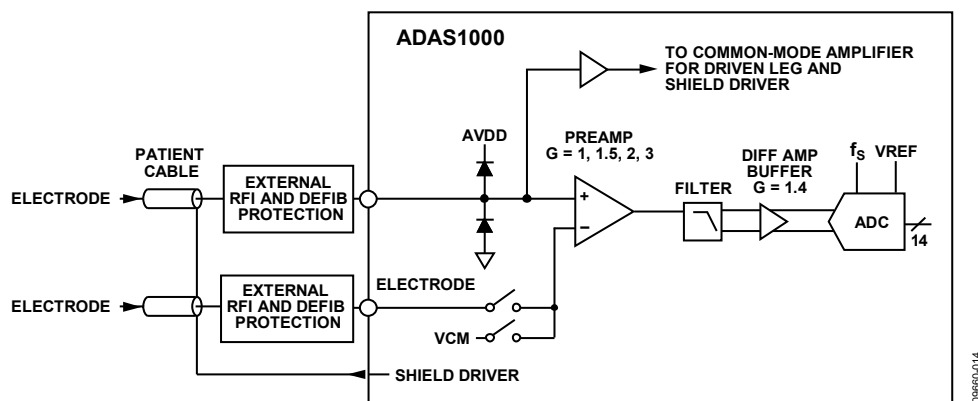 ADAS1000
TO COMMON-MODE AMPLIFIER
FOR DRIVEN LEG AND
SHIELD DRIVER
AVDD
PREAMP
G = 1, 1.5, 2, 3
PATIENT
CABLE
DIFF AMP
BUFFER
G = 1.4
fS VREF
EXTERNAL
RFI AND DEFIB
PROTECTION
FILTER
ELECTRODE
+
–
ADC
14
ELECTRODE
EXTERNAL
RFI AND DEFIB
PROTECTION
ELECTRODE
VCM
SHIELD DRIVER
09660-014